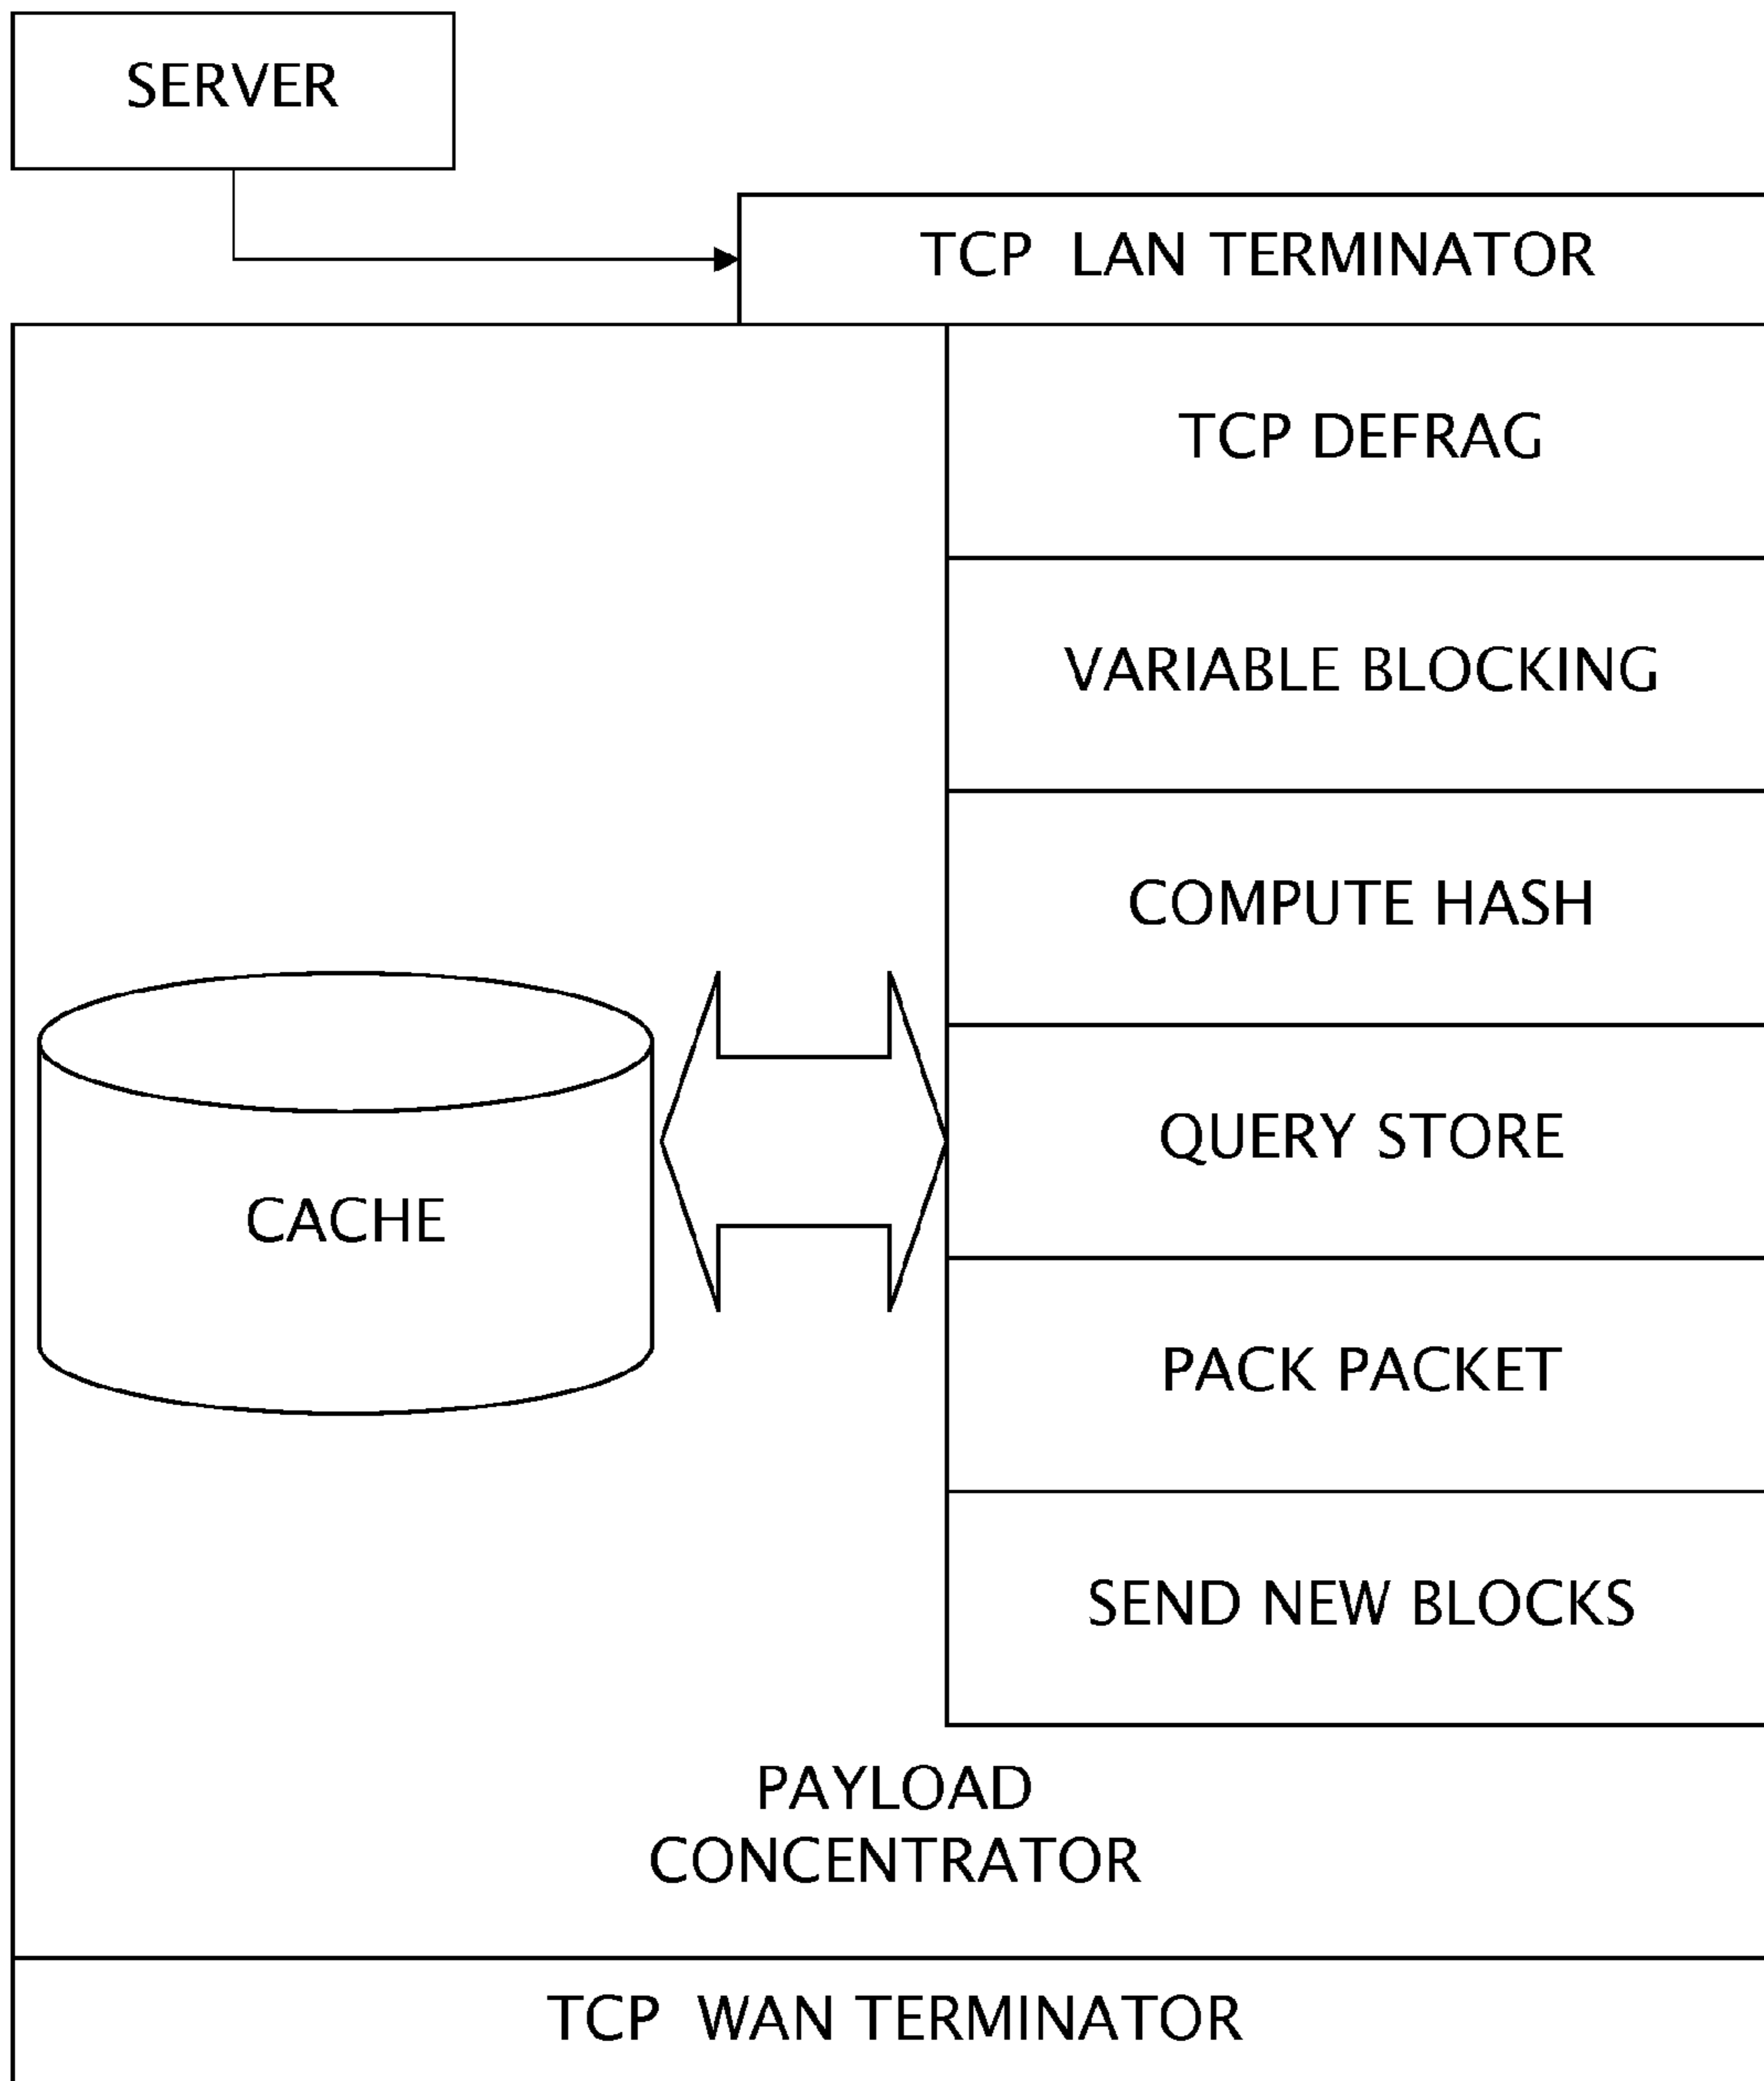 SERVER
TCP LAN TERMINATOR
TCP DEFRAG
VARIABLE BLOCKING
COMPUTE HASH
QUERY STORE
CACHE
PACK PACKET
SEND NEW BLOCKS
PAYLOAD
CONCENTRATOR
TCP WAN TERMINATOR